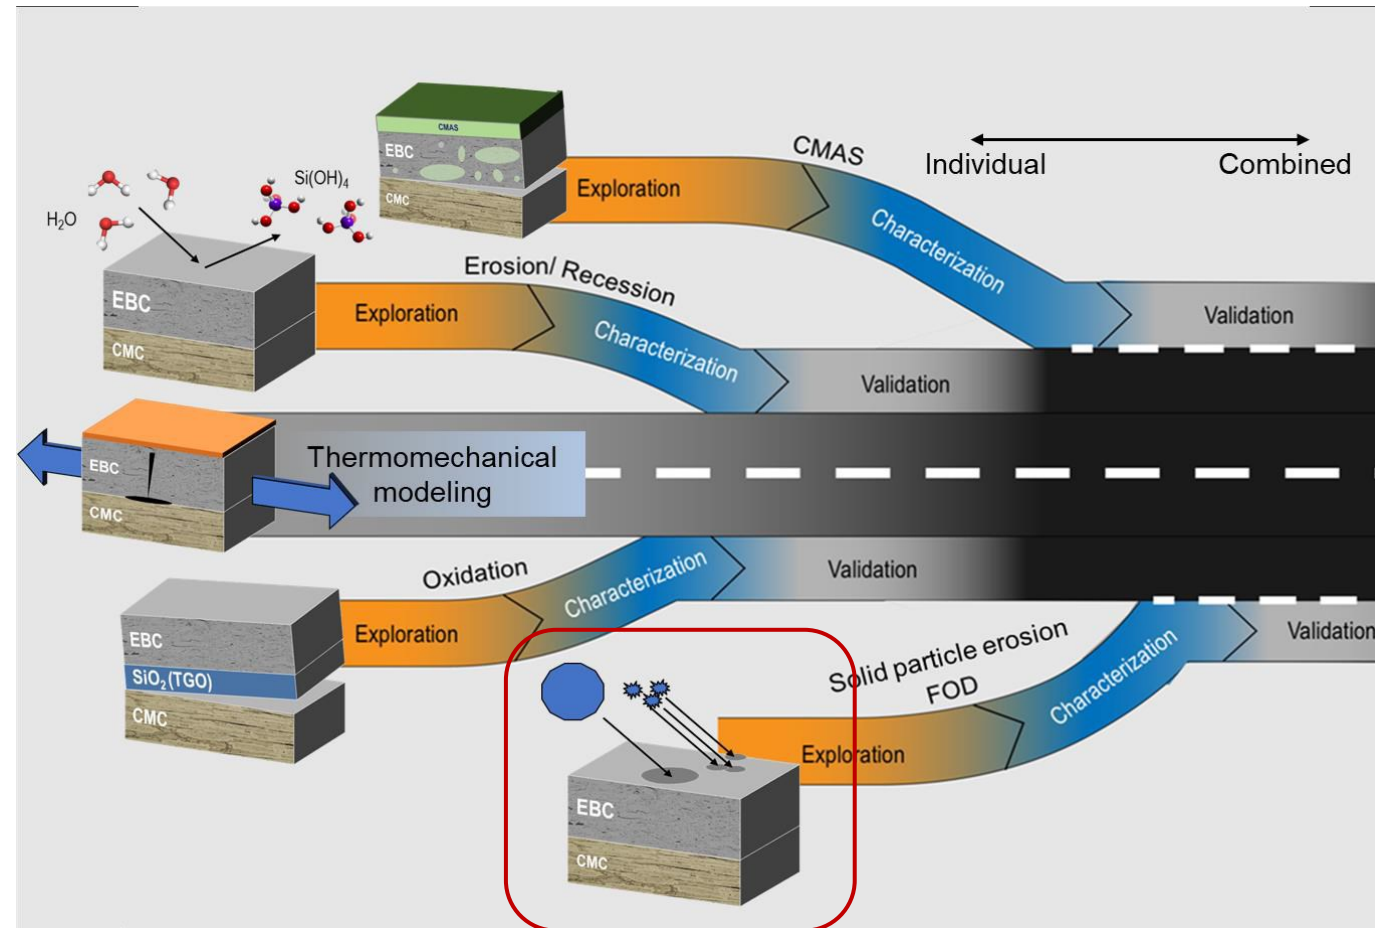 CMAS
EBC
CMC
Exploration
CMAS
Characterization
Validation
Individual
Combined
H₂O
Si(OH)₄
EBC
CMC
Erosion/ Recession
Exploration
Characterization
Validation
EBC
CMC
Thermomechanical
modeling
Oxidation
EBC
SiO₂ (TGO)
CMC
Exploration
Characterization
Validation
Solid particle erosion
FOD
EBC
CMC
Exploration
Characterization
Validation